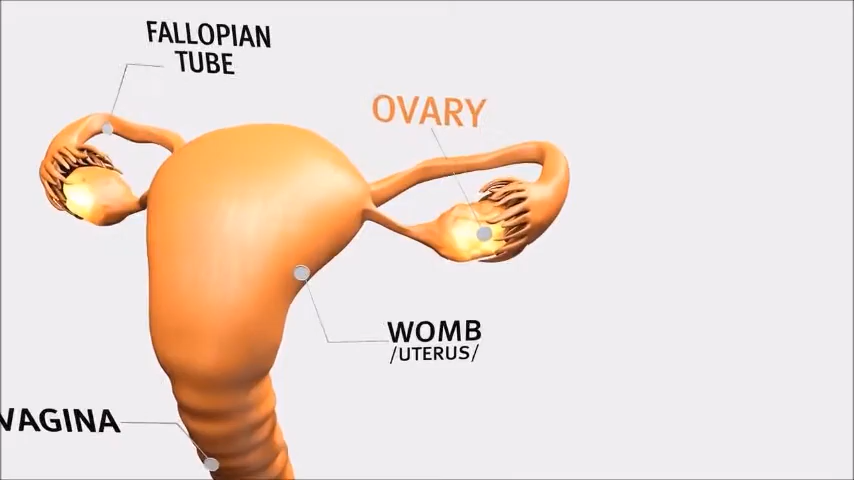 FALLOPIAN
TUBE
OVARY
WOMB
/UTERUS/
VAGINA